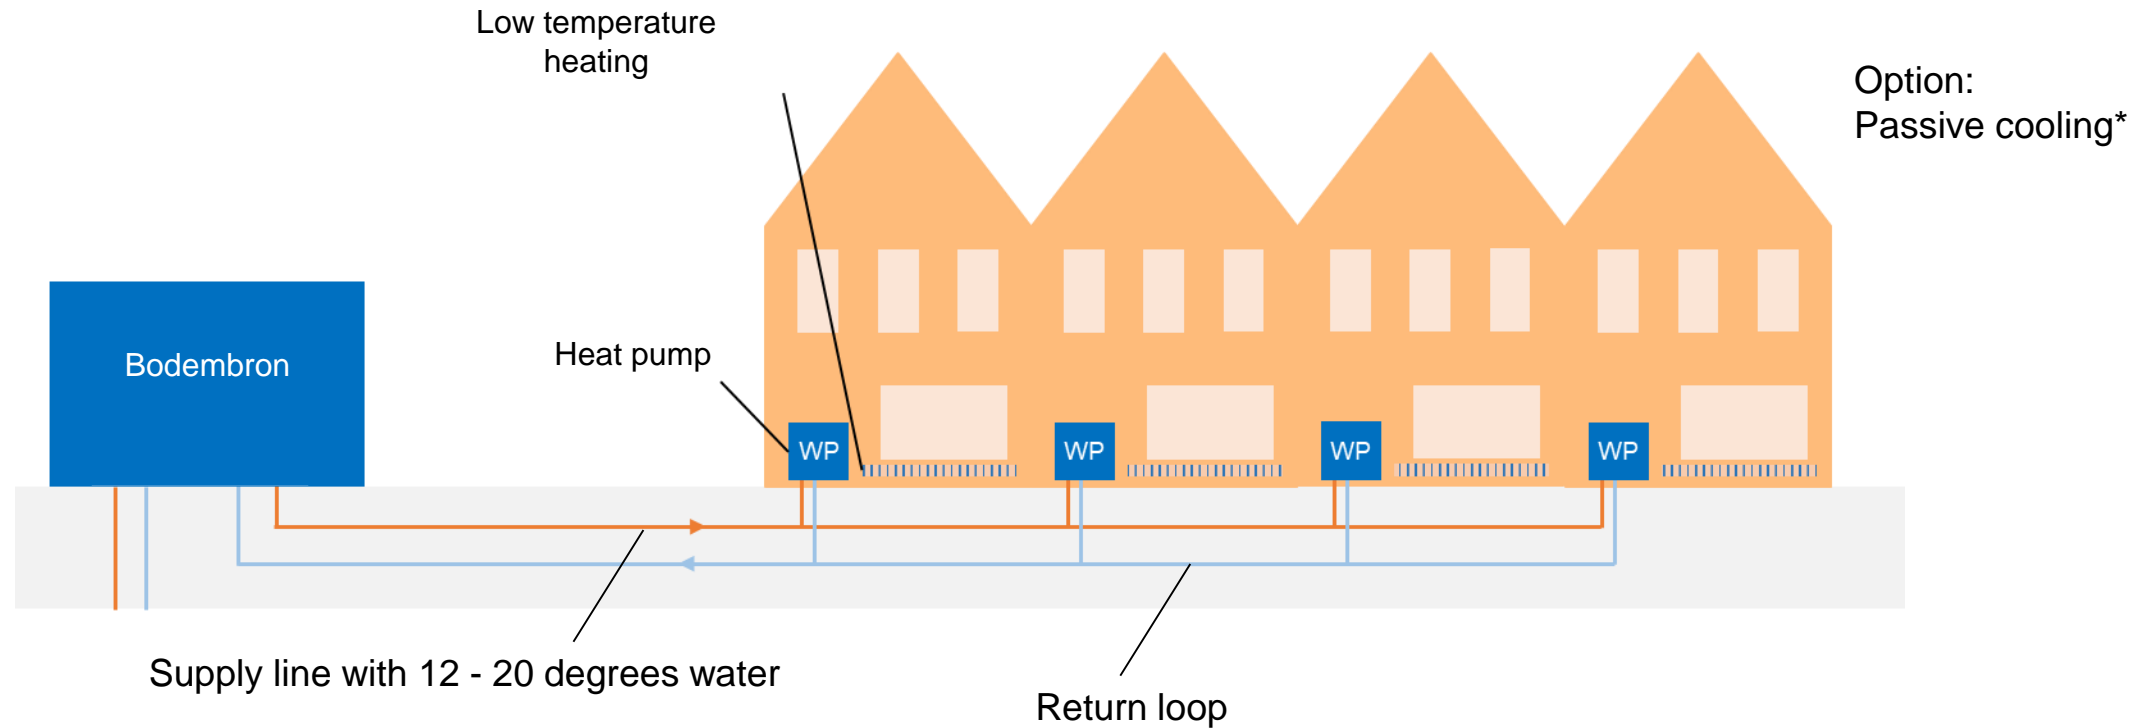 Low temperature
heating
Option:
Passive cooling*
Bodembron
Heat pump
WP
WP
WP
WP
Supply line with 12 - 20 degrees water
Return loop